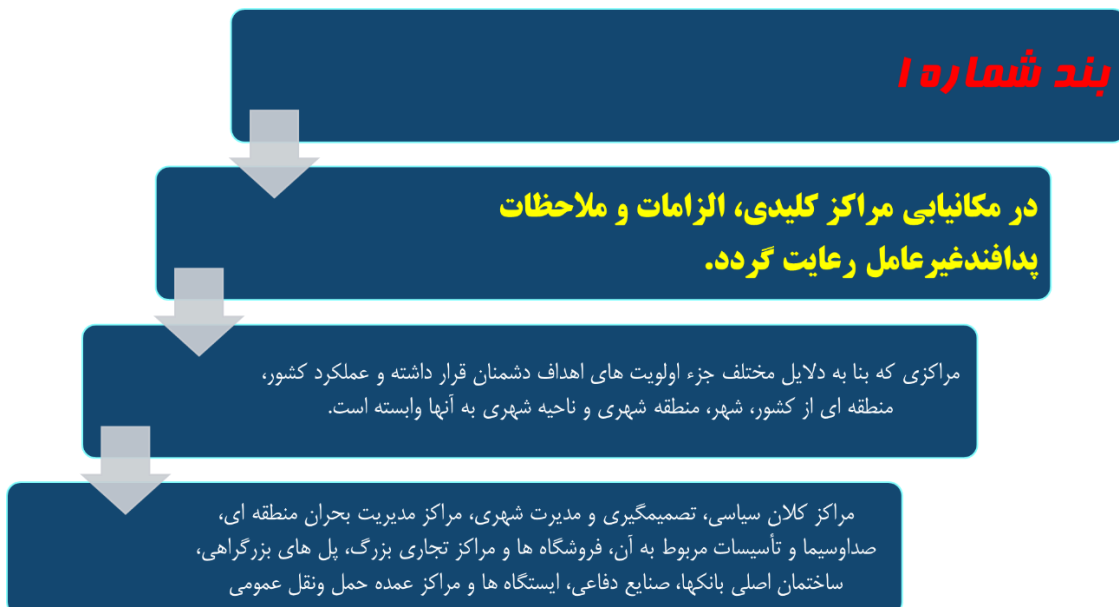 بند شماره ۱
در مکانیابی مراکز کلیدی، الزامات و ملاحظات
پدافندغیرعامل رعایت گردد.
مراکزی که بنا به دلایل مختلف جزء اولویت های اهداف دشمنان قرار داشته و عملکرد کشور،
منطقه ای از کشور، شهر، منطقه شهری و ناحیه شهری به آنها وابسته است.
مراکز کلان سیاسی، تصمیمگیری و مدیرت شهری، مراکز مدیریت بحران منطقه ای،
صداوسیما و تأسیسات مربوط به آن، فروشگاه ها و مراکز تجاری بزرگ، پل های بزرگراهی،
ساختمان اصلی بانکها، صنایع دفاعی، ایستگاه ها و مراکز عمده حمل ونقل عمومی